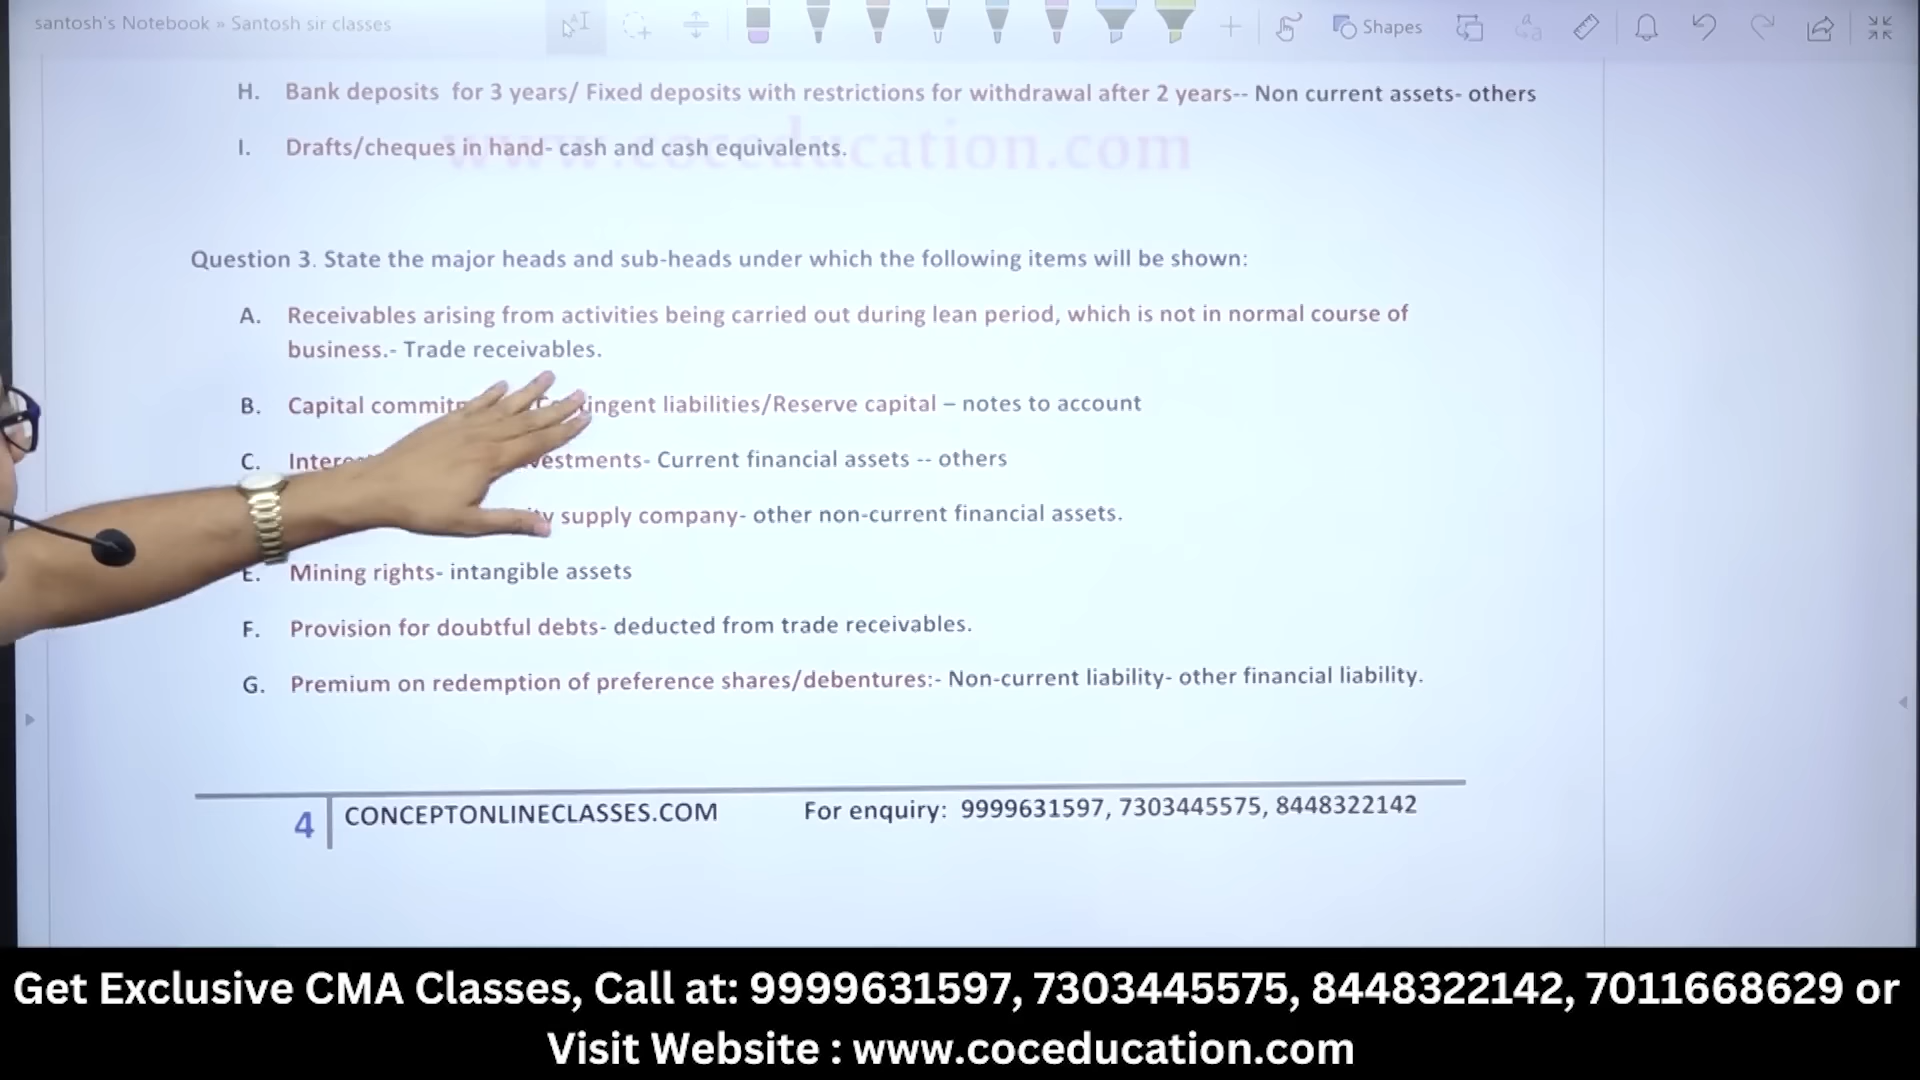 santosh's Notebook » Santosh sir classes
Shapes
H. Bank deposits for 3 years/ Fixed deposits with restrictions for withdrawal after 2 years-- Non current assets- others
I. Drafts/cheques in hand- cash and cash equivalents.
www.coceducation.com
Question 3. State the major heads and sub-heads under which the following items will be shown:
A. Receivables arising from activities being carried out during lean period, which is not in normal course of
business.- Trade receivables.
B. Capital liabilities/Reserve capital – notes to account
C. Current financial assets -- others
supply company- other non-current financial assets.
E. Mining rights- intangible assets
F. Provision for doubtful debts- deducted from trade receivables.
G. Premium on redemption of preference shares/debentures:- Non-current liability- other financial liability.
4 CONCEPTONLINECLASSES.COM For enquiry: 9999631597, 7303445575, 8448322142
Get Exclusive CMA Classes, Call at: 9999631597, 7303445575, 8448322142, 7011668629 or
Visit Website : www.coceducation.com